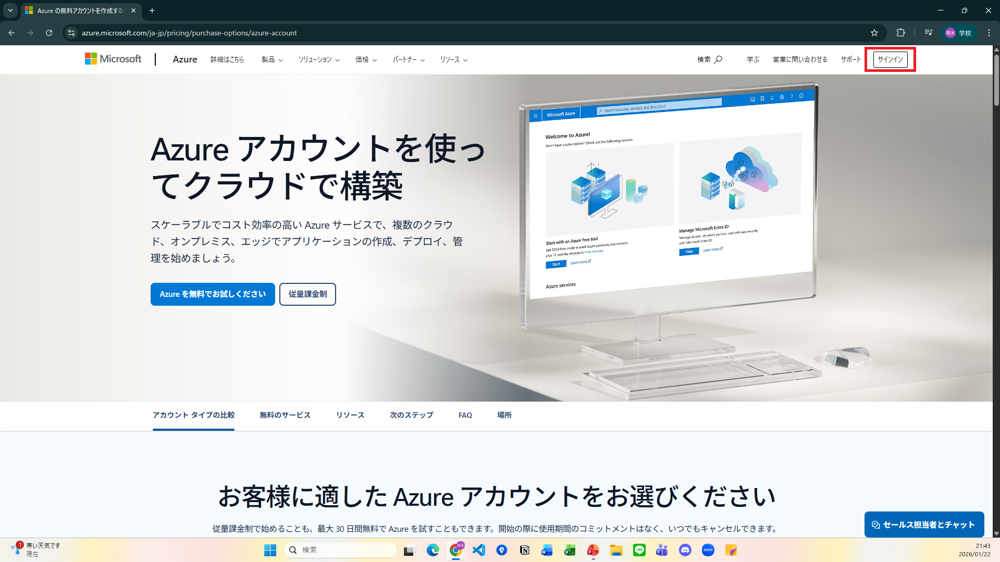 Azure の無料アカウントを作成する
azure.microsoft.com/ja-jp/pricing/purchase-options/azure-account
翔太 学校
Microsoft
Azure 詳細はこちら 製品 ソリューション 価格 パートナー リソース
検索 学ぶ 営業に問い合わせる サポート サインイン
Azure アカウントを使っ
てクラウドで構築
スケーラブルでコスト効率の高い Azure サービスで、複数のクラウ
ド、オンプレミス、エッジでアプリケーションの作成、デプロイ、管
理を始めましょう。
Azure を無料でお試しください 従量課金制
Microsoft Azure
Search resources, services, and docs (G+/)
Welcome to Azure!
Don't have a subscription? Check out the following options.
Start with an Azure free trial
Get $200 free credit toward Azure products and services,
plus 12 months of popular free services.
Start Learn more
Manage Microsoft Entra ID
Manage access, set smart policies, and enhance security
with Microsoft Entra ID.
View Learn more
Azure services
アカウント タイプの比較 無料のサービス リソース 次のステップ FAQ 場所
お客様に適した Azure アカウントをお選びください
従量課金制で始めることも、最大 30 日間無料で Azure を試すこともできます。開始の際に使用期間のコミットメントはなく、いつでもキャンセルできます。
セールス担当者とチャット
1
寒い天気です
現在
検索
翔太
zoom
LINE
21:43
2026/01/22